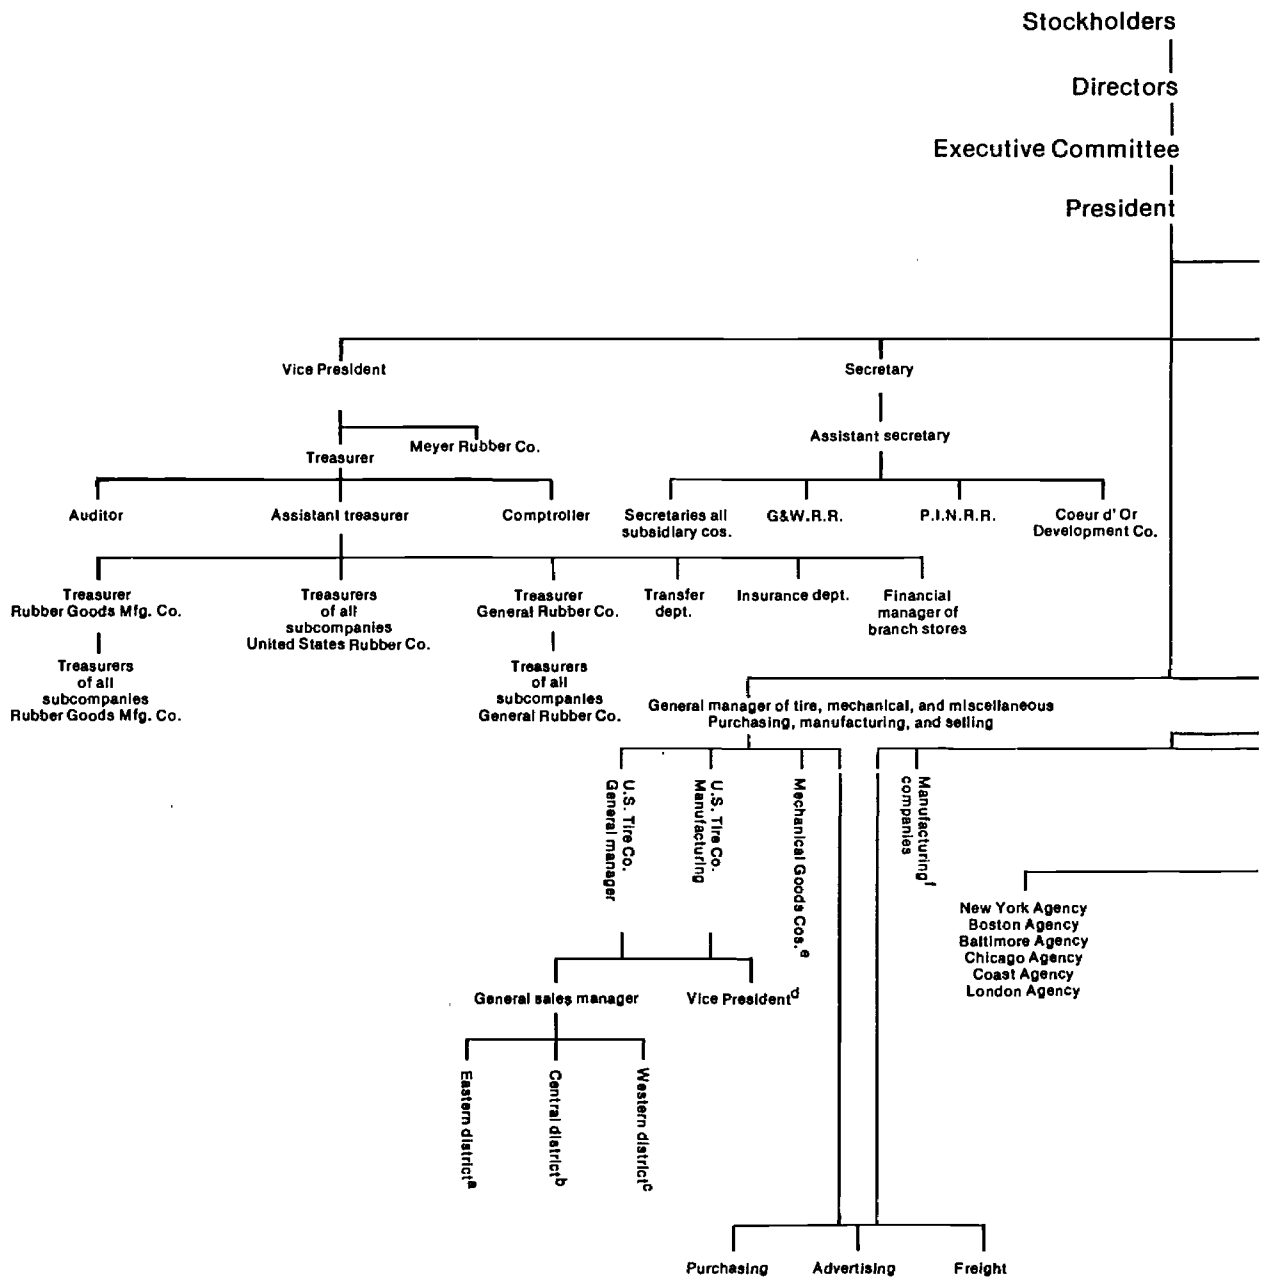 Stockholders
Directors
Executive Committee
President
Vice President
Secretary
Meyer Rubber Co.
Treasurer
Assistant secretary
Auditor
Assistant treasurer
Comptroller
Secretaries all
subsidiary cos.
G&W.R.R.
P.I.N.R.R.
Coeur d' Or
Development Co.
Treasurer
Rubber Goods Mfg. Co.
Treasurers
of all
subcompanies
United States Rubber Co.
Treasurer
General Rubber Co.
Transfer
dept.
Insurance dept.
Financial
manager of
branch stores
Treasurers
of all
subcompanies
Rubber Goods Mfg. Co.
Treasurers
of all
subcompanies
General Rubber Co.
General manager of tire, mechanical, and miscellaneous
Purchasing, manufacturing, and selling
U.S. Tire Co.
General manager
U.S. Tire Co.
Manufacturing
Mechanical Goods Cos.e
Manufacturingf
companies
New York Agency
Boston Agency
Baltimore Agency
Chicago Agency
Coast Agency
London Agency
General sales manager
Vice Presidentd
Eastern districta
Central districtb
Western districtc
Purchasing
Advertising
Freight